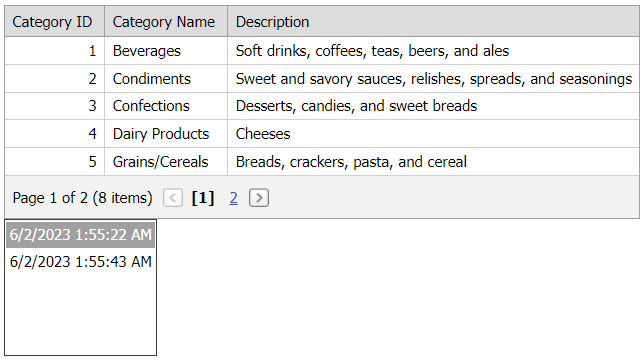 Category ID Category Name Description
1 Beverages Soft drinks, coffees, teas, beers, and ales
2 Condiments Sweet and savory sauces, relishes, spreads, and seasonings
3 Confections Desserts, candies, and sweet breads
4 Dairy Products Cheeses
5 Grains/Cereals Breads, crackers, pasta, and cereal
Page 1 of 2 (8 items) < [1] 2 >
6/2/2023 1:55:22 AM
6/2/2023 1:55:43 AM